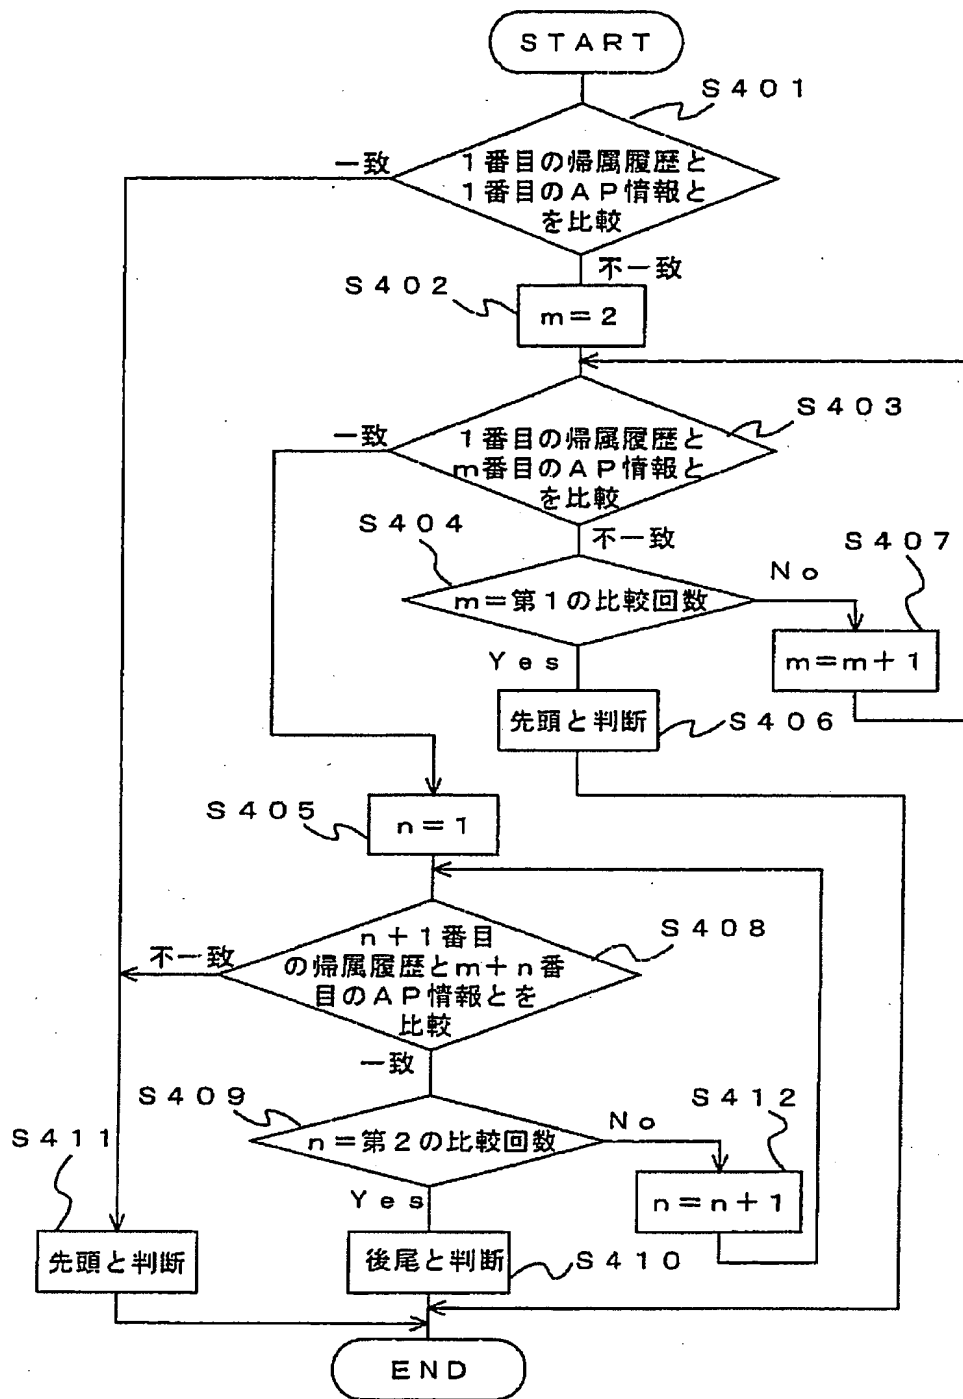 START
S401
1番目の帰属履歴と
1番目のAP情報と
を比較
一致
不一致
S402
m=2
S403
1番目の帰属履歴と
m番目のAP情報と
を比較
一致
不一致
S404
m=第1の比較回数
No
S407
m=m+1
Yes
先頭と判断
S406
S405
n=1
S408
n+1番目
の帰属履歴とm+n番
目のAP情報とを
比較
不一致
一致
S409
n=第2の比較回数
No
S412
n=n+1
Yes
S411
先頭と判断
後尾と判断
S410
END